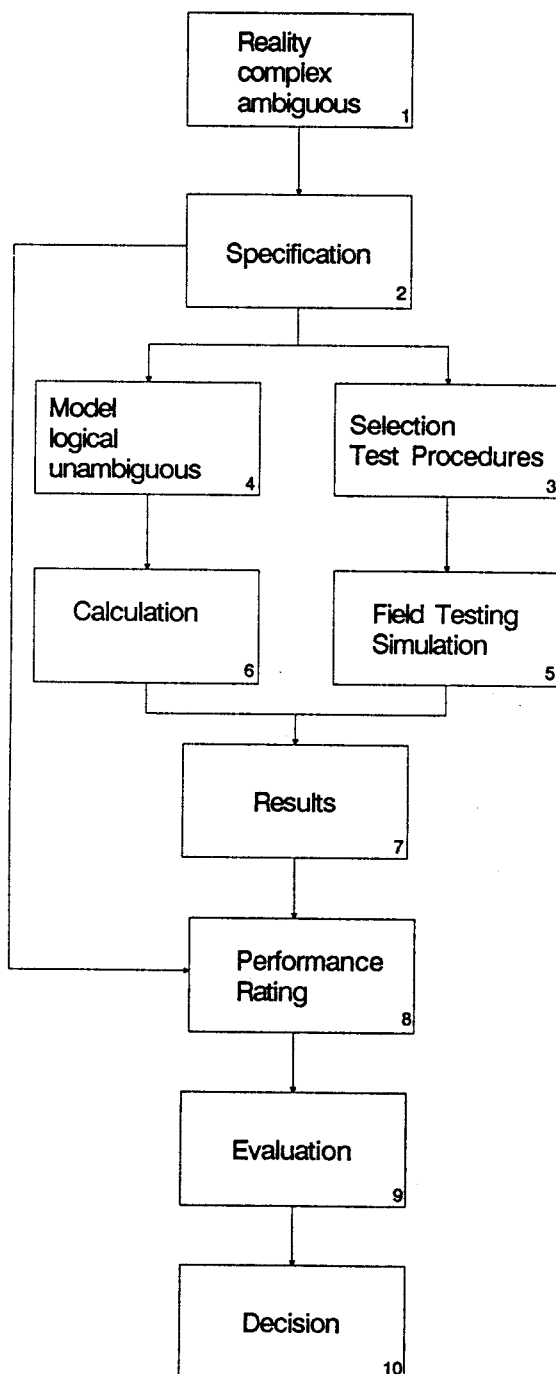 Reality
complex
ambiguous
1
Specification
2
Model
logical
unambiguous
4
Selection
Test Procedures
3
Calculation
6
Field Testing
Simulation
5
Results
7
Performance
Rating
8
Evaluation
9
Decision
10